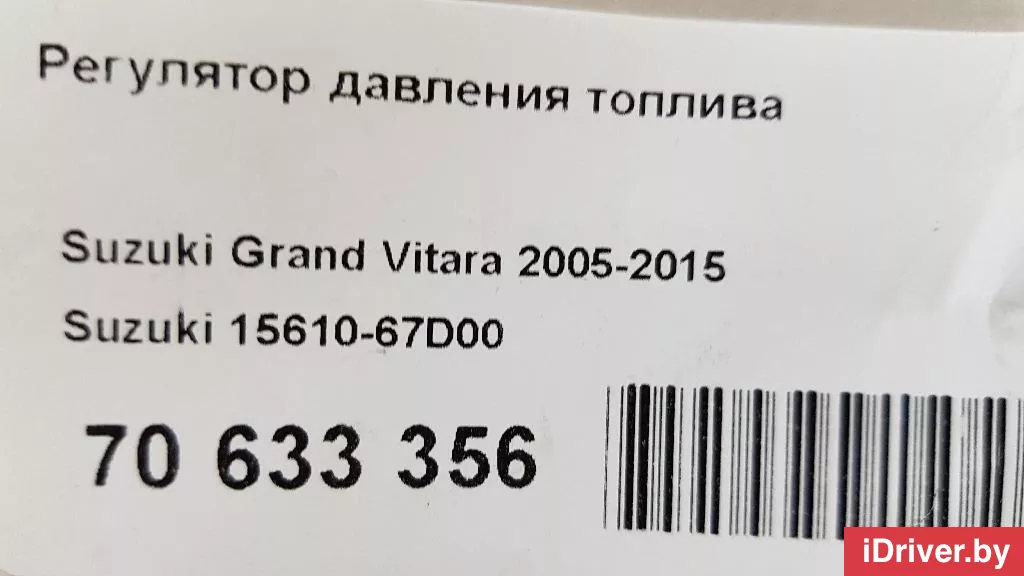 Регулятор давления топлива
Suzuki Grand Vitara 2005-2015
Suzuki 15610-67D00
70 633 356
iDriver.by